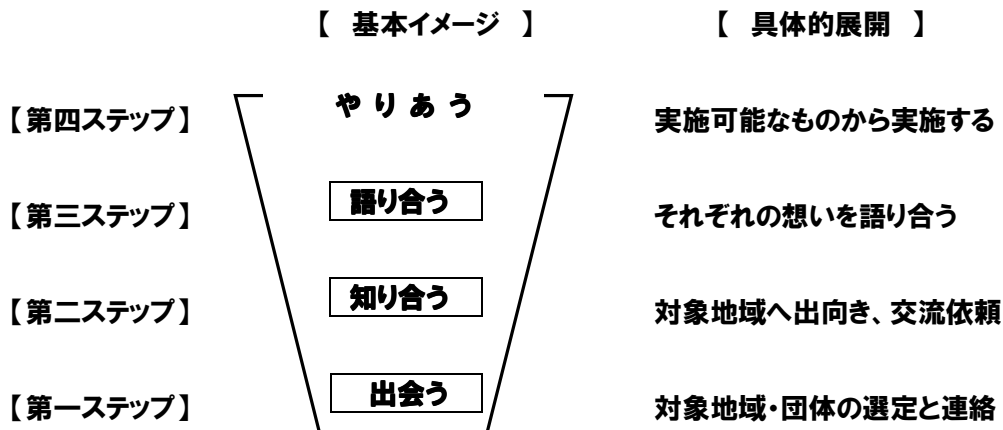 【 基本イメージ 】 【 具体的展開 】
【第四ステップ】 やりあう 実施可能なものから実施する
【第三ステップ】 語り合う それぞれの想いを語り合う
【第二ステップ】 知り合う 対象地域へ出向き、交流依頼
【第一ステップ】 出会う 対象地域・団体の選定と連絡